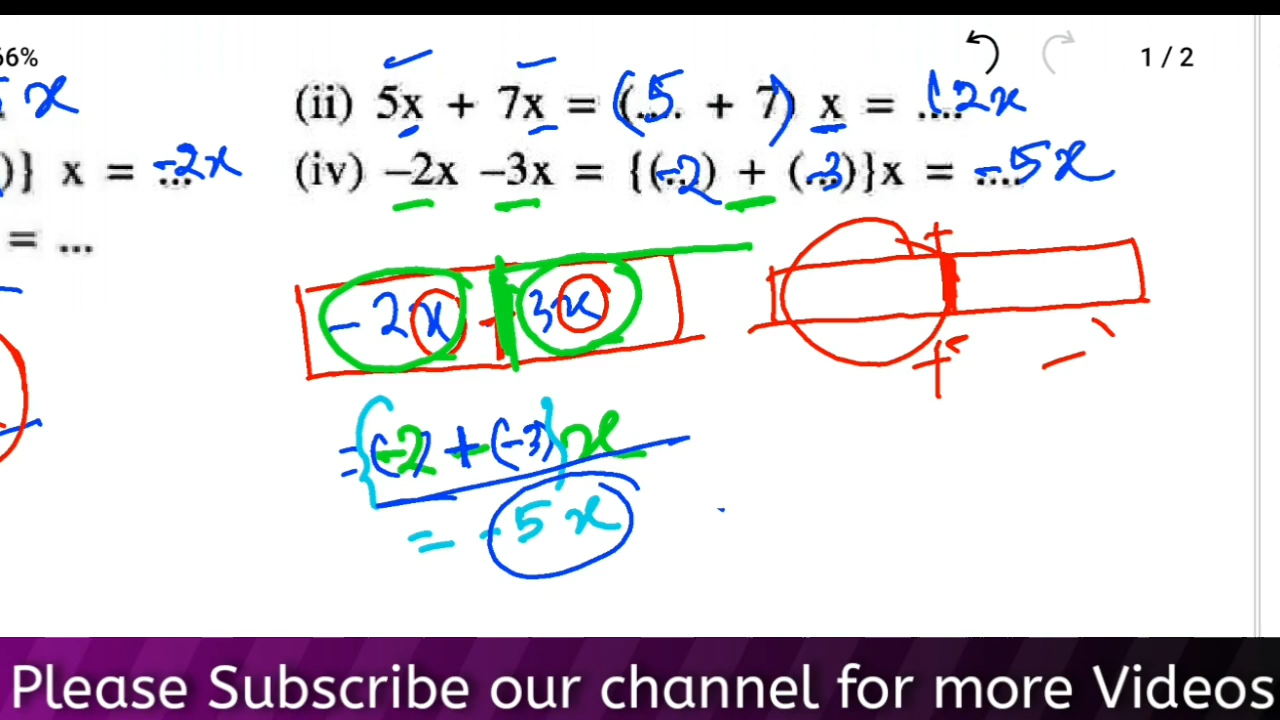 66%
1 / 2
x
(ii) 5x + 7x = (5 + 7) x = 12x
)} x = -2x
(iv) -2x -3x = {(-2) + (-3)}x = -5x
= ...
- 2x - 3x
+
+
-
= {(-2) + (-3)}x
= -5x
Please Subscribe our channel for more Videos